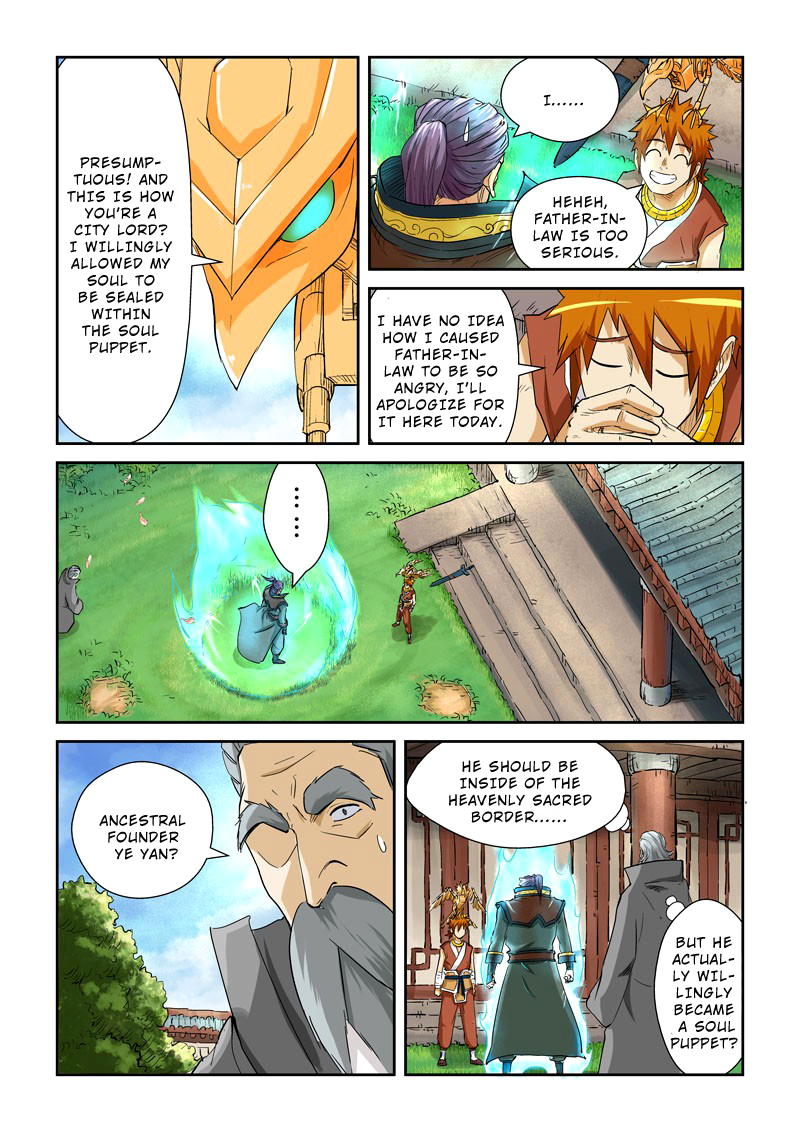 PRESUMP-
TUOUS! AND
THIS IS HOW
YOU'RE A
CITY LORD?
I WILLINGLY
ALLOWED MY
SOUL TO
BE SEALED
WITHIN
THE SOUL
PUPPET.
I......
HEHEH,
FATHER-IN-
LAW IS TOO
SERIOUS.
I HAVE NO IDEA
HOW I CAUSED
FATHER-IN-
LAW TO BE SO
ANGRY, I'LL
APOLOGIZE FOR
IT HERE TODAY.
......
ANCESTRAL
FOUNDER
YE YAN?
HE SHOULD BE
INSIDE OF THE
HEAVENLY SACRED
BORDER......
BUT HE
ACTUAL-
LY WIL-
LINGLY
BECAME
A SOUL
PUPPET?